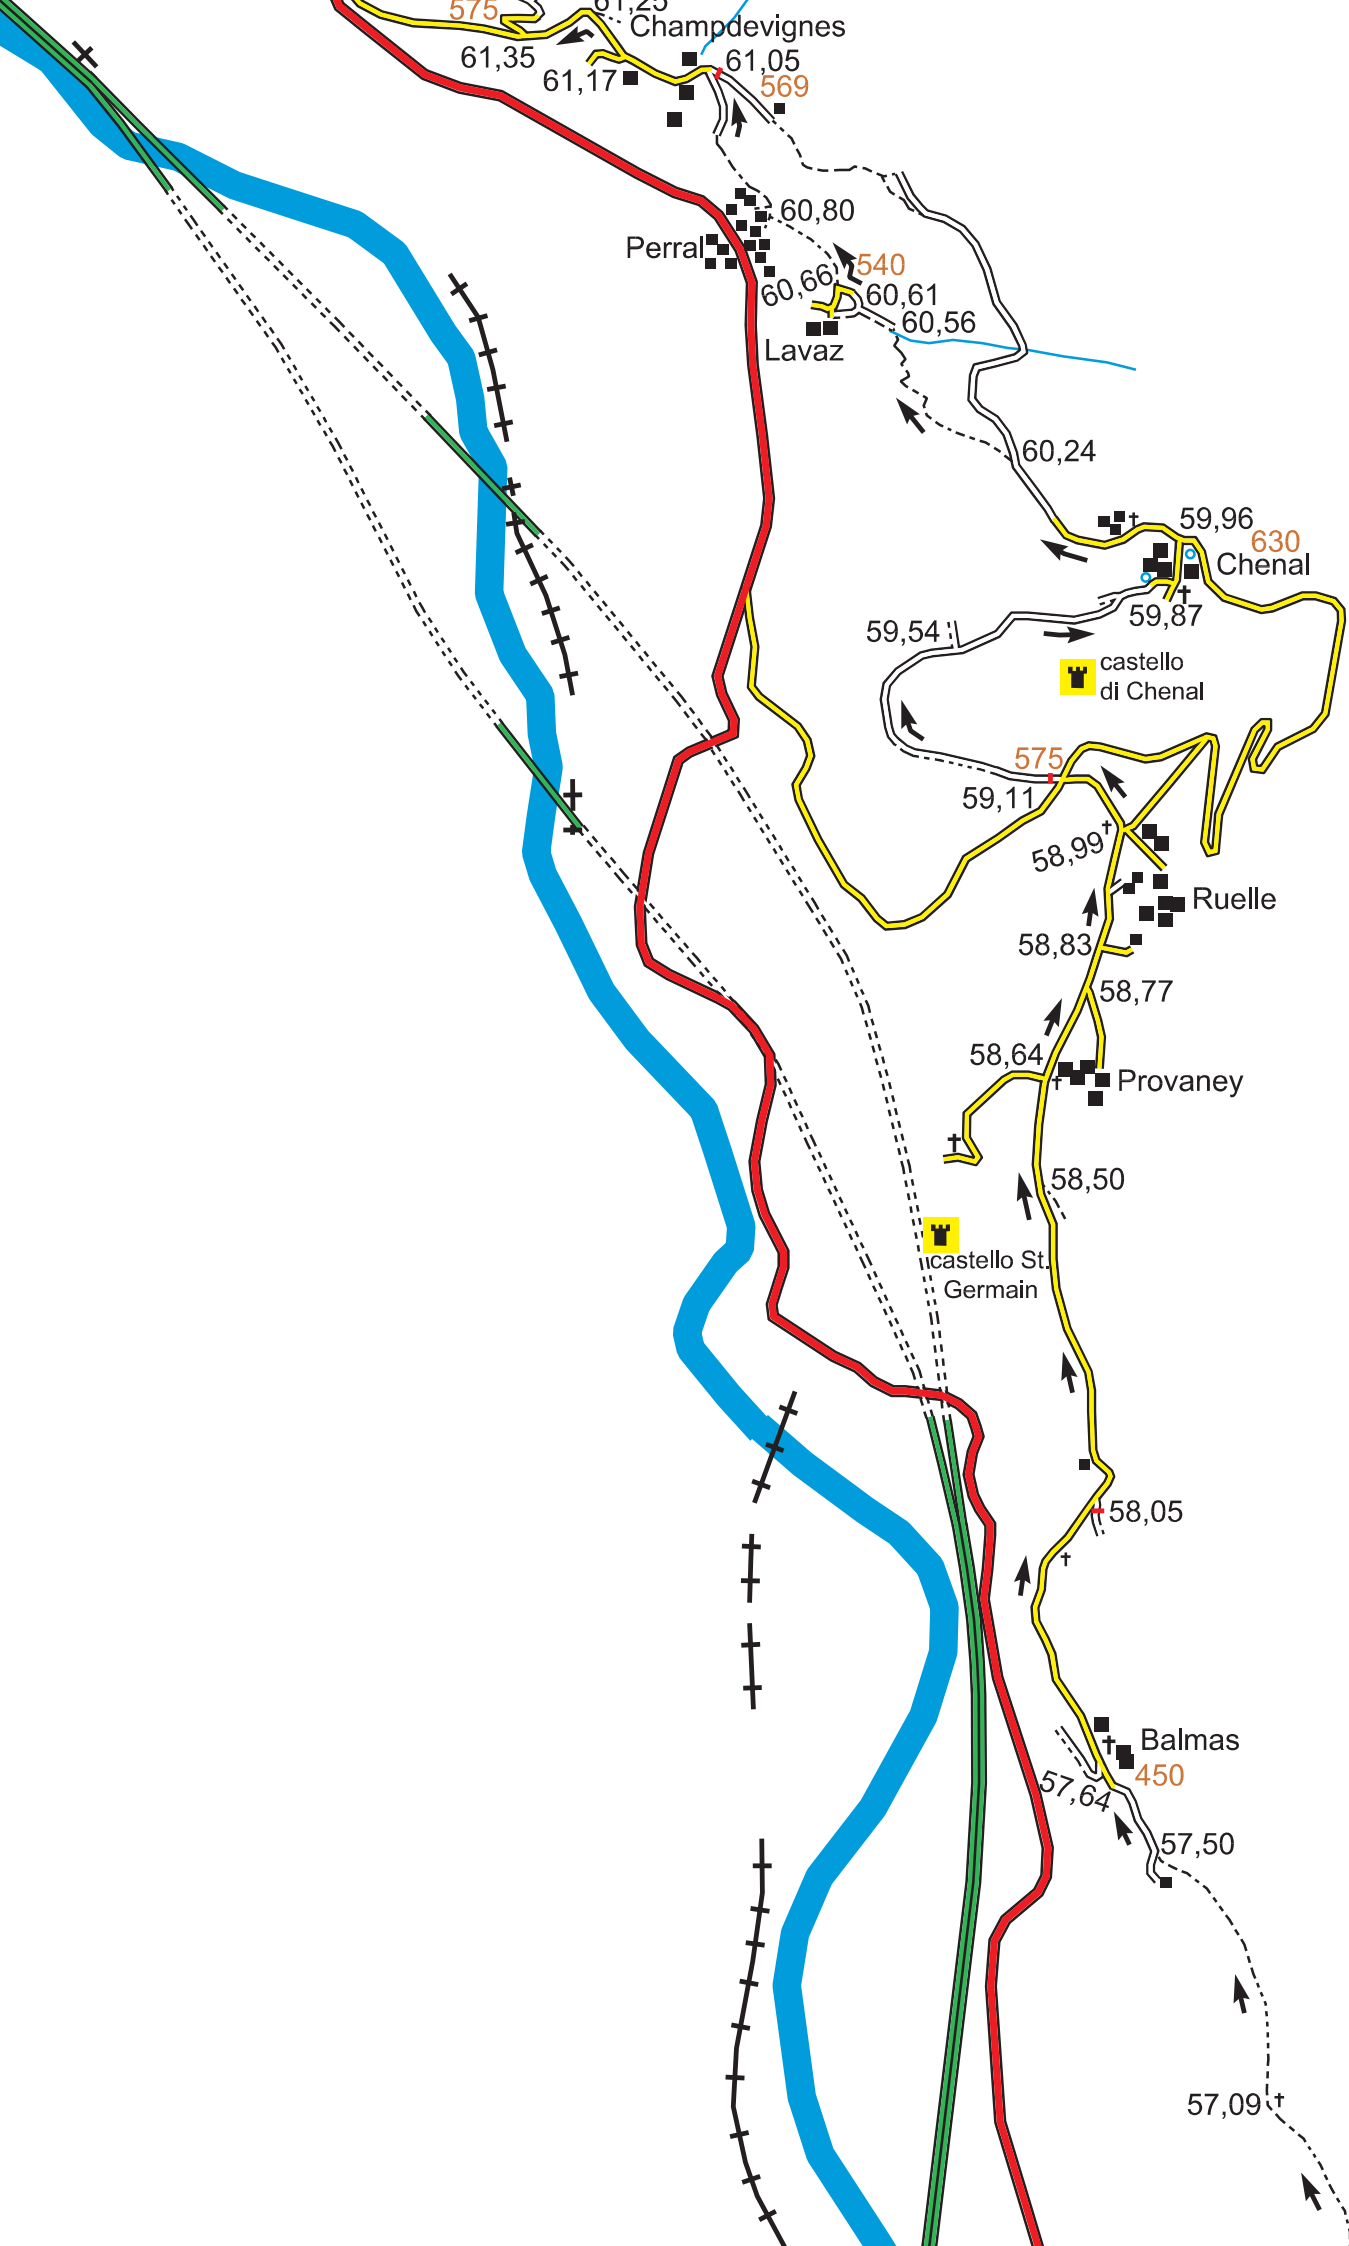 61,25
575
Champdevignes
61,35
61,05
61,17
569
60,80
Perral
540
60,66
60,61
60,56
Lavaz
60,24
59,96
630
Chenal
59,87
59,54
castello
di Chenal
575
59,11
58,99
Ruelle
58,83
58,77
58,64
Provaney
58,50
castello St.
Germain
58,05
Balmas
450
57,64
57,50
57,09